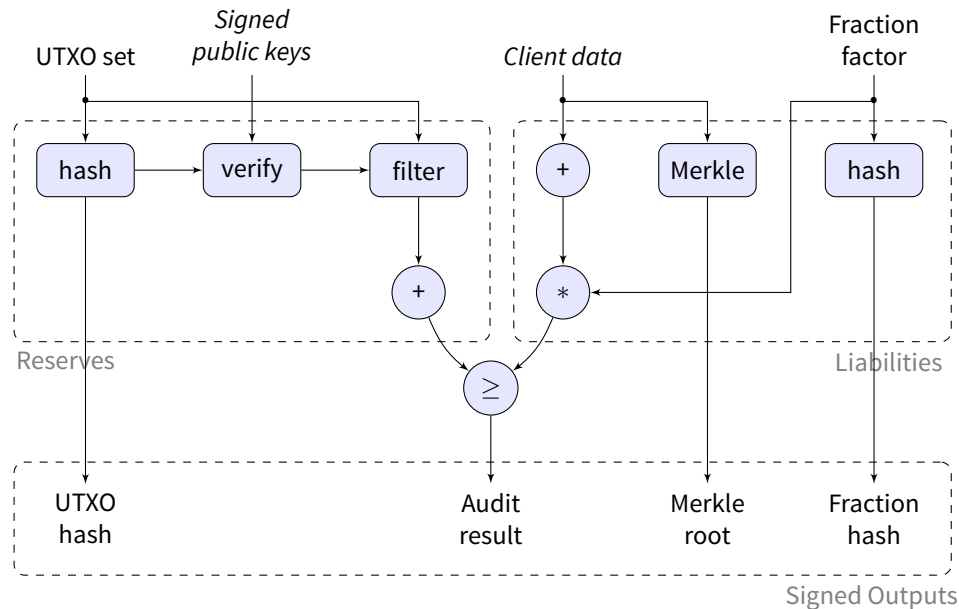 UTXO set
Signed
public keys
Client data
Fraction
factor
hash
verify
filter
+
Merkle
hash
+
*
Reserves
Liabilities
≥
UTXO
hash
Audit
result
Merkle
root
Fraction
hash
Signed Outputs